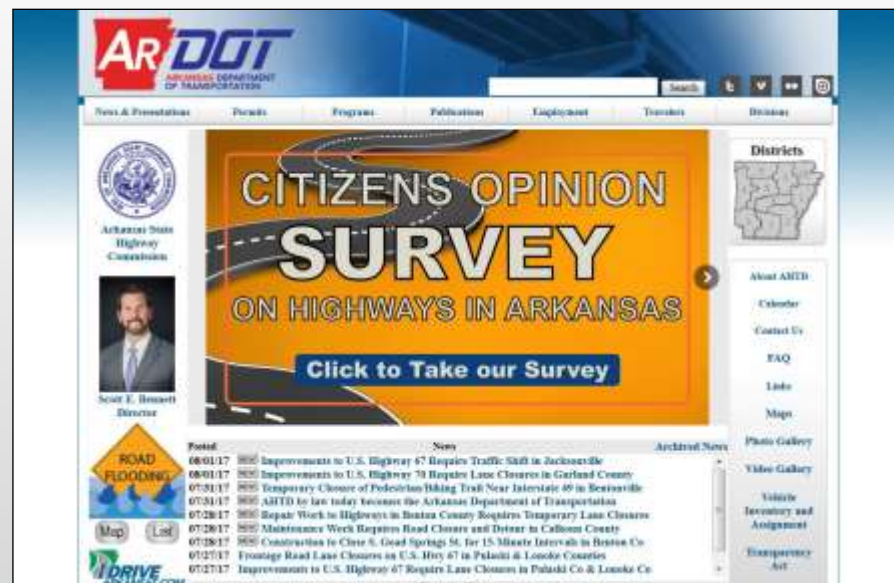 AR DOT
ARKANSAS DEPARTMENT
OF TRANSPORTATION
Search
News & Presentations Permits Programs Publications Employment Travelers Divisions
Arkansas State
Highway
Commission
Scott E. Bennett
Director
ROAD
FLOODING
Map List
IDRIVE
CITIZENS OPINION
SURVEY
ON HIGHWAYS IN ARKANSAS
Click to Take our Survey
Posted News Archived News
08/01/17 Improvements to U.S. Highway 67 Requires Traffic Shift in Jacksonville
08/01/17 Improvements to U.S. Highway 70 Requires Lane Closures in Garland County
07/31/17 Temporary Closure of Pedestrian/Biking Trail Near Interstate 49 in Bentonville
07/31/17 AHTD by law today becomes the Arkansas Department of Transportation
07/28/17 Repair Work to Highways in Benton County Requires Temporary Lane Closures
07/28/17 Maintenance Work Requires Road Closure and Detour in Calhoun County
07/28/17 Construction to Close S. Goad Springs St. for 15 Minute Intervals in Benton Co
07/27/17 Frontage Road Lane Closures on U.S. Hwy 67 in Pulaski & Lonoke Counties
07/27/17 Improvements to U.S. Highway 67 Require Lane Closures in Pulaski Co & Lonoke Co
Districts
About AHTD
Calendar
Contact Us
FAQ
Links
Maps
Photo Gallery
Video Gallery
Vehicle
Inventory and
Assignment
Transparency
Act